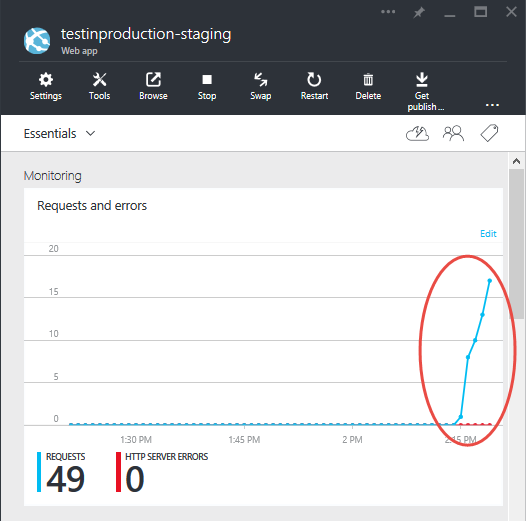 testinproduction-staging
Web app
Settings
Tools
Browse
Stop
Swap
Restart
Delete
Get publish ...
Essentials
Monitoring
Requests and errors
Edit
20
15
10
5
0
1:30 PM
1:45 PM
2 PM
2:15 PM
REQUESTS
49
HTTP SERVER ERRORS
0